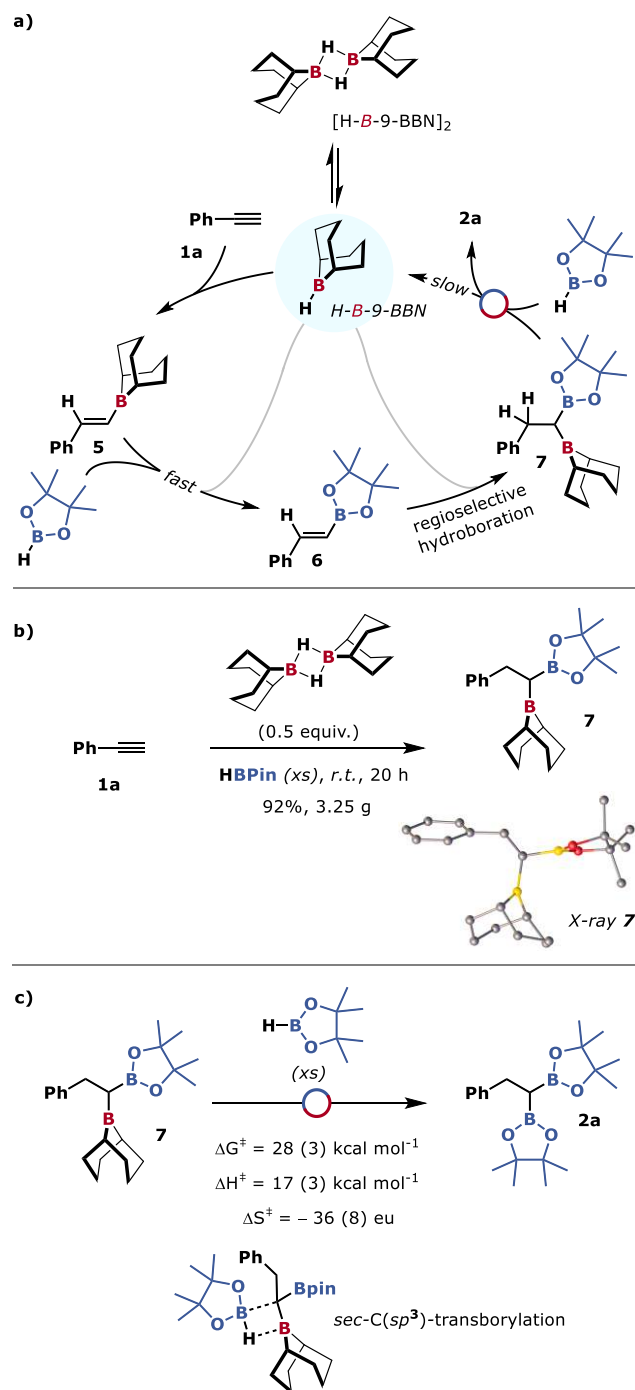 a)
H
B
B
H
[H-B-9-BBN]₂
Ph
1a
2a
O
B
O
H
B
H
H-B-9-BBN
slow
B
H
Ph
5
O
B
O
H
H
B
O
O
Ph
7
B
fast
O
B
O
H
Ph
6
regioselective
hydroboration
b)
H
B
B
H
(0.5 equiv.)
Ph
1a
HBPin (xs), r.t., 20 h
92%, 3.25 g
O
Ph
B
O
B
7
X-ray 7
c)
O
H
B
O
(xs)
O
Ph
B
O
B
7
ΔG‡ = 28 (3) kcal mol⁻¹
ΔH‡ = 17 (3) kcal mol⁻¹
ΔS‡ = – 36 (8) eu
O
Ph
B
O
2a
B
O
O
Ph
Bpin
O
B
O
H
B
sec-C(sp³)-transborylation